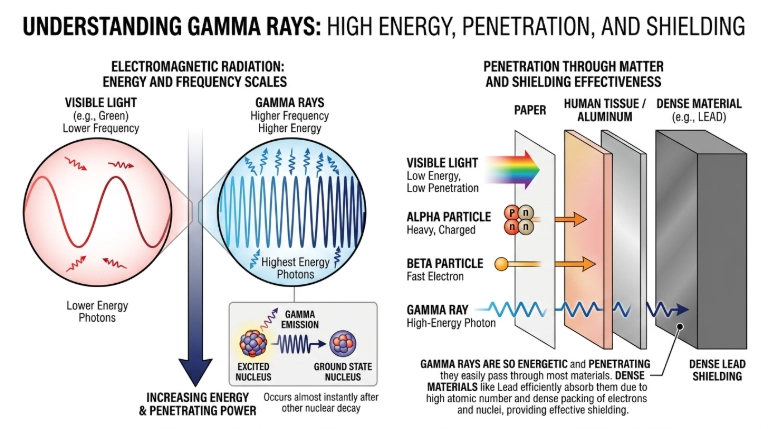 UNDERSTANDING GAMMA RAYS: HIGH ENERGY, PENETRATION, AND SHIELDING
ELECTROMAGNETIC RADIATION:
ENERGY AND FREQUENCY SCALES
VISIBLE LIGHT
(e.g., Green)
Lower Frequency
GAMMA RAYS
Higher Frequency
Higher Energy
Highest Energy
Photons
Lower Energy
Photons
GAMMA
EMISSION
EXCITED
NUCLEUS
GROUND STATE
NUCLEUS
Occurs almost instantly after
other nuclear decay
INCREASING ENERGY
& PENETRATING POWER
PENETRATION THROUGH MATTER
AND SHIELDING EFFECTIVENESS
PAPER
HUMAN TISSUE /
ALUMINUM
DENSE MATERIAL
(e.g., LEAD)
VISIBLE LIGHT
Low Energy,
Low Penetration
ALPHA PARTICLE
Heavy, Charged
P n
n n
BETA PARTICLE
Fast Electron
GAMMA RAY
High-Energy Photon
GAMMA RAYS ARE SO ENERGETIC and PENETRATING
they easily pass through most materials. DENSE
MATERIALS like Lead efficiently absorb them due to
high atomic number and dense packing of electrons
and nuclei, providing effective shielding.
DENSE LEAD
SHIELDING